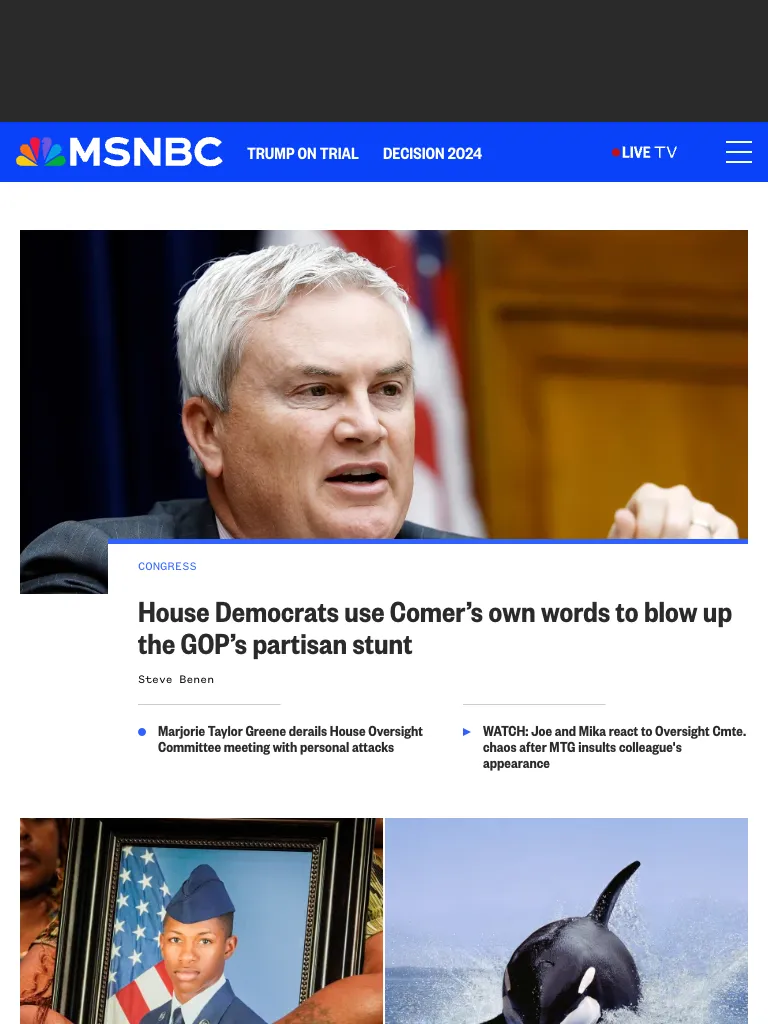 MSNBC
TRUMP ON TRIAL
DECISION 2024
LIVE TV
CONGRESS
House Democrats use Comer’s own words to blow up
the GOP’s partisan stunt
Steve Benen
Marjorie Taylor Greene derails House Oversight
Committee meeting with personal attacks
WATCH: Joe and Mika react to Oversight Cmte.
chaos after MTG insults colleague's
appearance